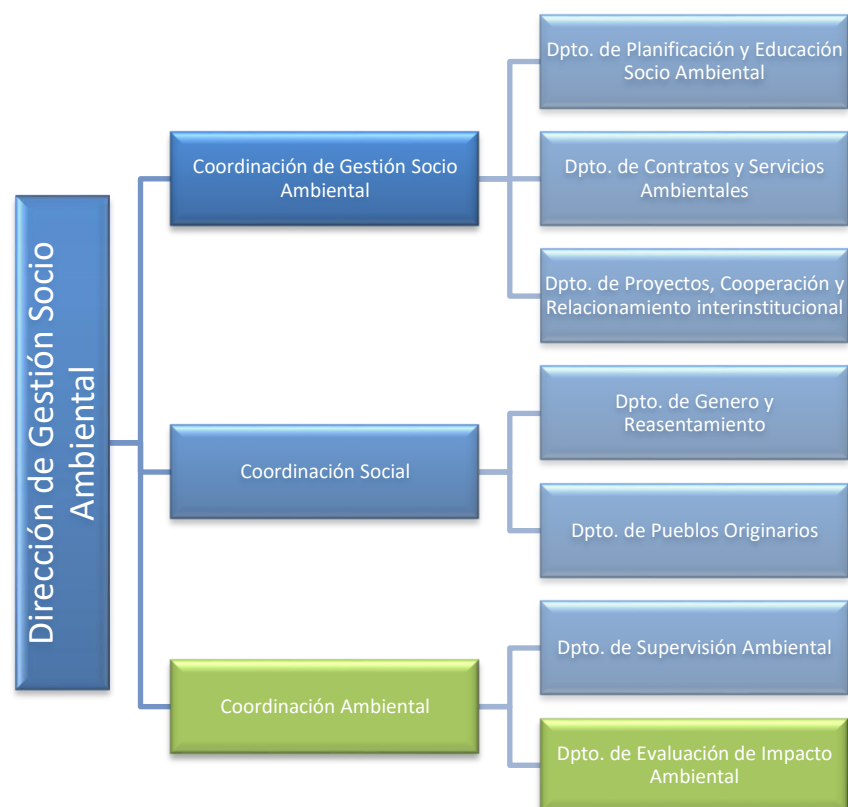 Dirección de Gestión Socio
Ambiental
Coordinación de Gestión Socio
Ambiental
Dpto. de Planificación y Educación
Socio Ambiental
Dpto. de Contratos y Servicios
Ambientales
Dpto. de Proyectos, Cooperación y
Relacionamiento interinstitucional
Coordinación Social
Dpto. de Genero y
Reasentamiento
Dpto. de Pueblos Originarios
Coordinación Ambiental
Dpto. de Supervisión Ambiental
Dpto. de Evaluación de Impacto
Ambiental